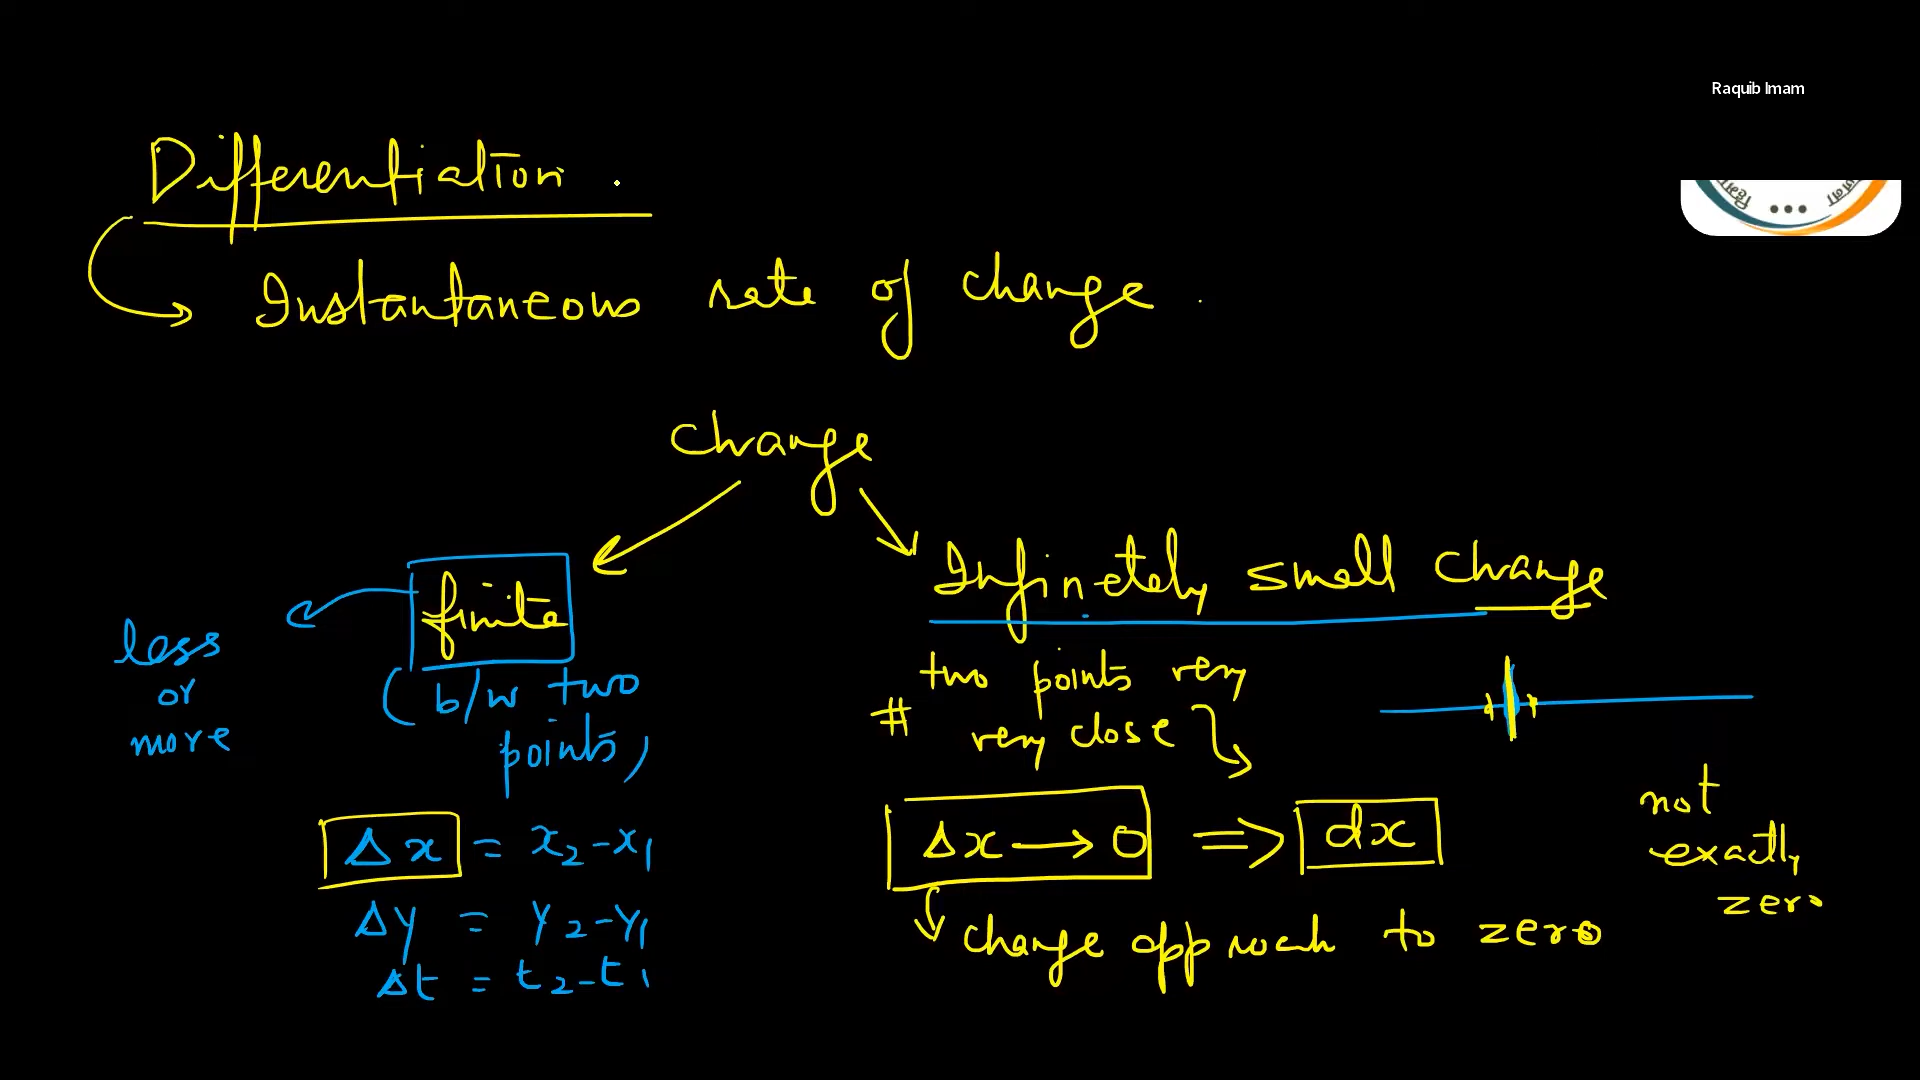 Raquib Imam
Differentiation .
Instantaneous rate of change .
Change
finite
Infinetely small change
less
or
more
( b/w two
points)
# two points very
very close
Δx = x₂-x₁
Δy = y₂-y₁
Δt = t₂-t₁
Δx → 0 ⇒ dx
change approach to zero
not
exactly
zero